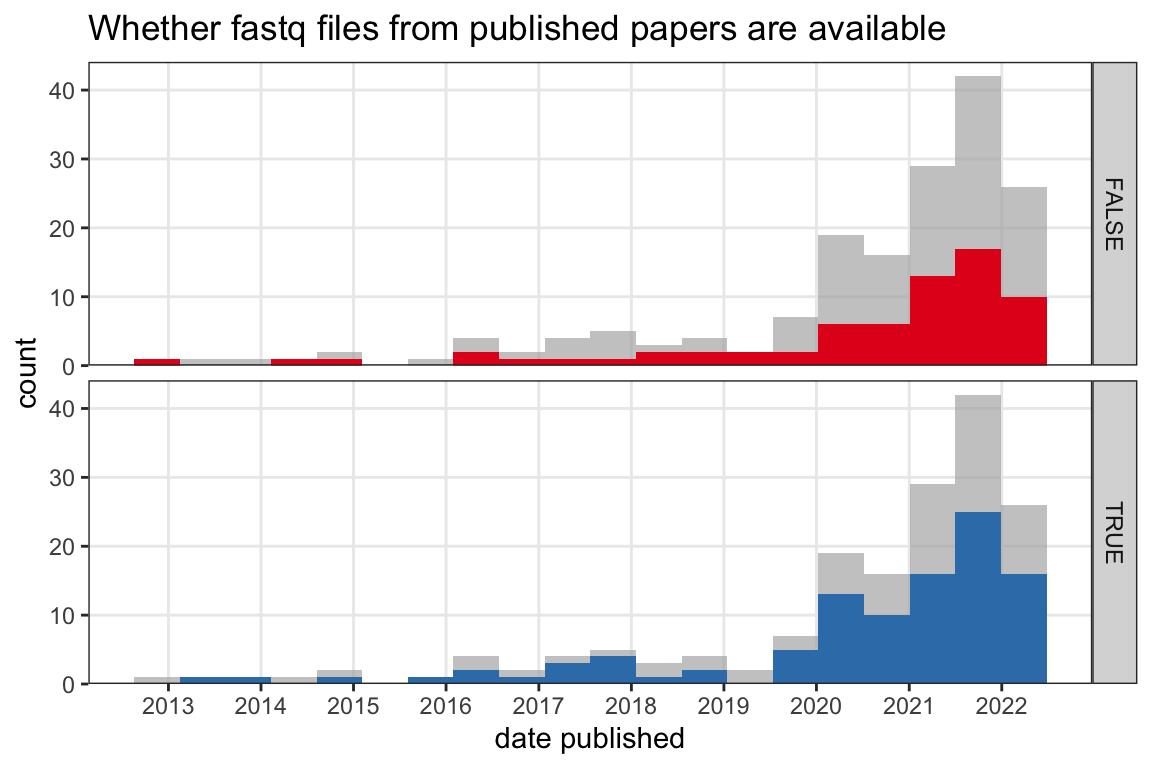 Whether fastq files from published papers are available
40
30
20
10
0
FALSE
count
40
30
20
10
0
TRUE
2013 2014 2015 2016 2017 2018 2019 2020 2021 2022
date published